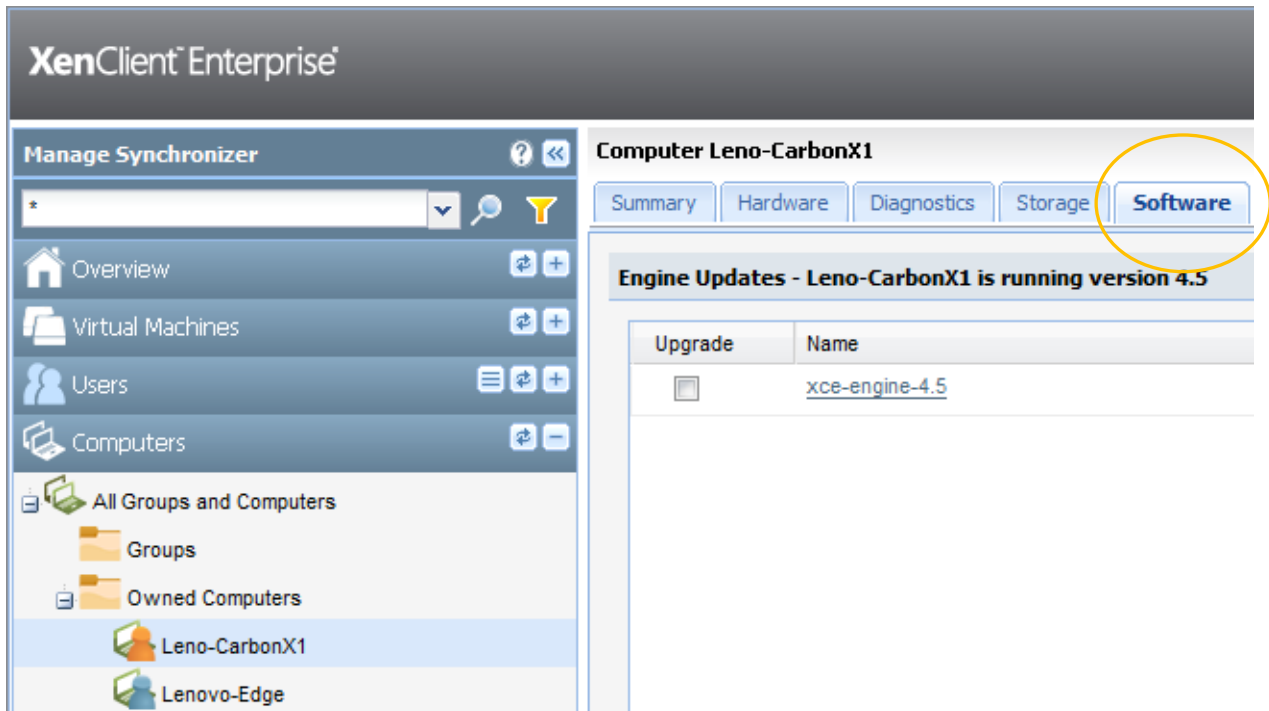 XenClient™ Enterprise
Manage Synchronizer
*
Overview
Virtual Machines
Users
Computers
All Groups and Computers
Groups
Owned Computers
Leno-CarbonX1
Lenovo-Edge
Computer Leno-CarbonX1
Summary Hardware Diagnostics Storage Software
Engine Updates - Leno-CarbonX1 is running version 4.5
Upgrade Name
xce-engine-4.5